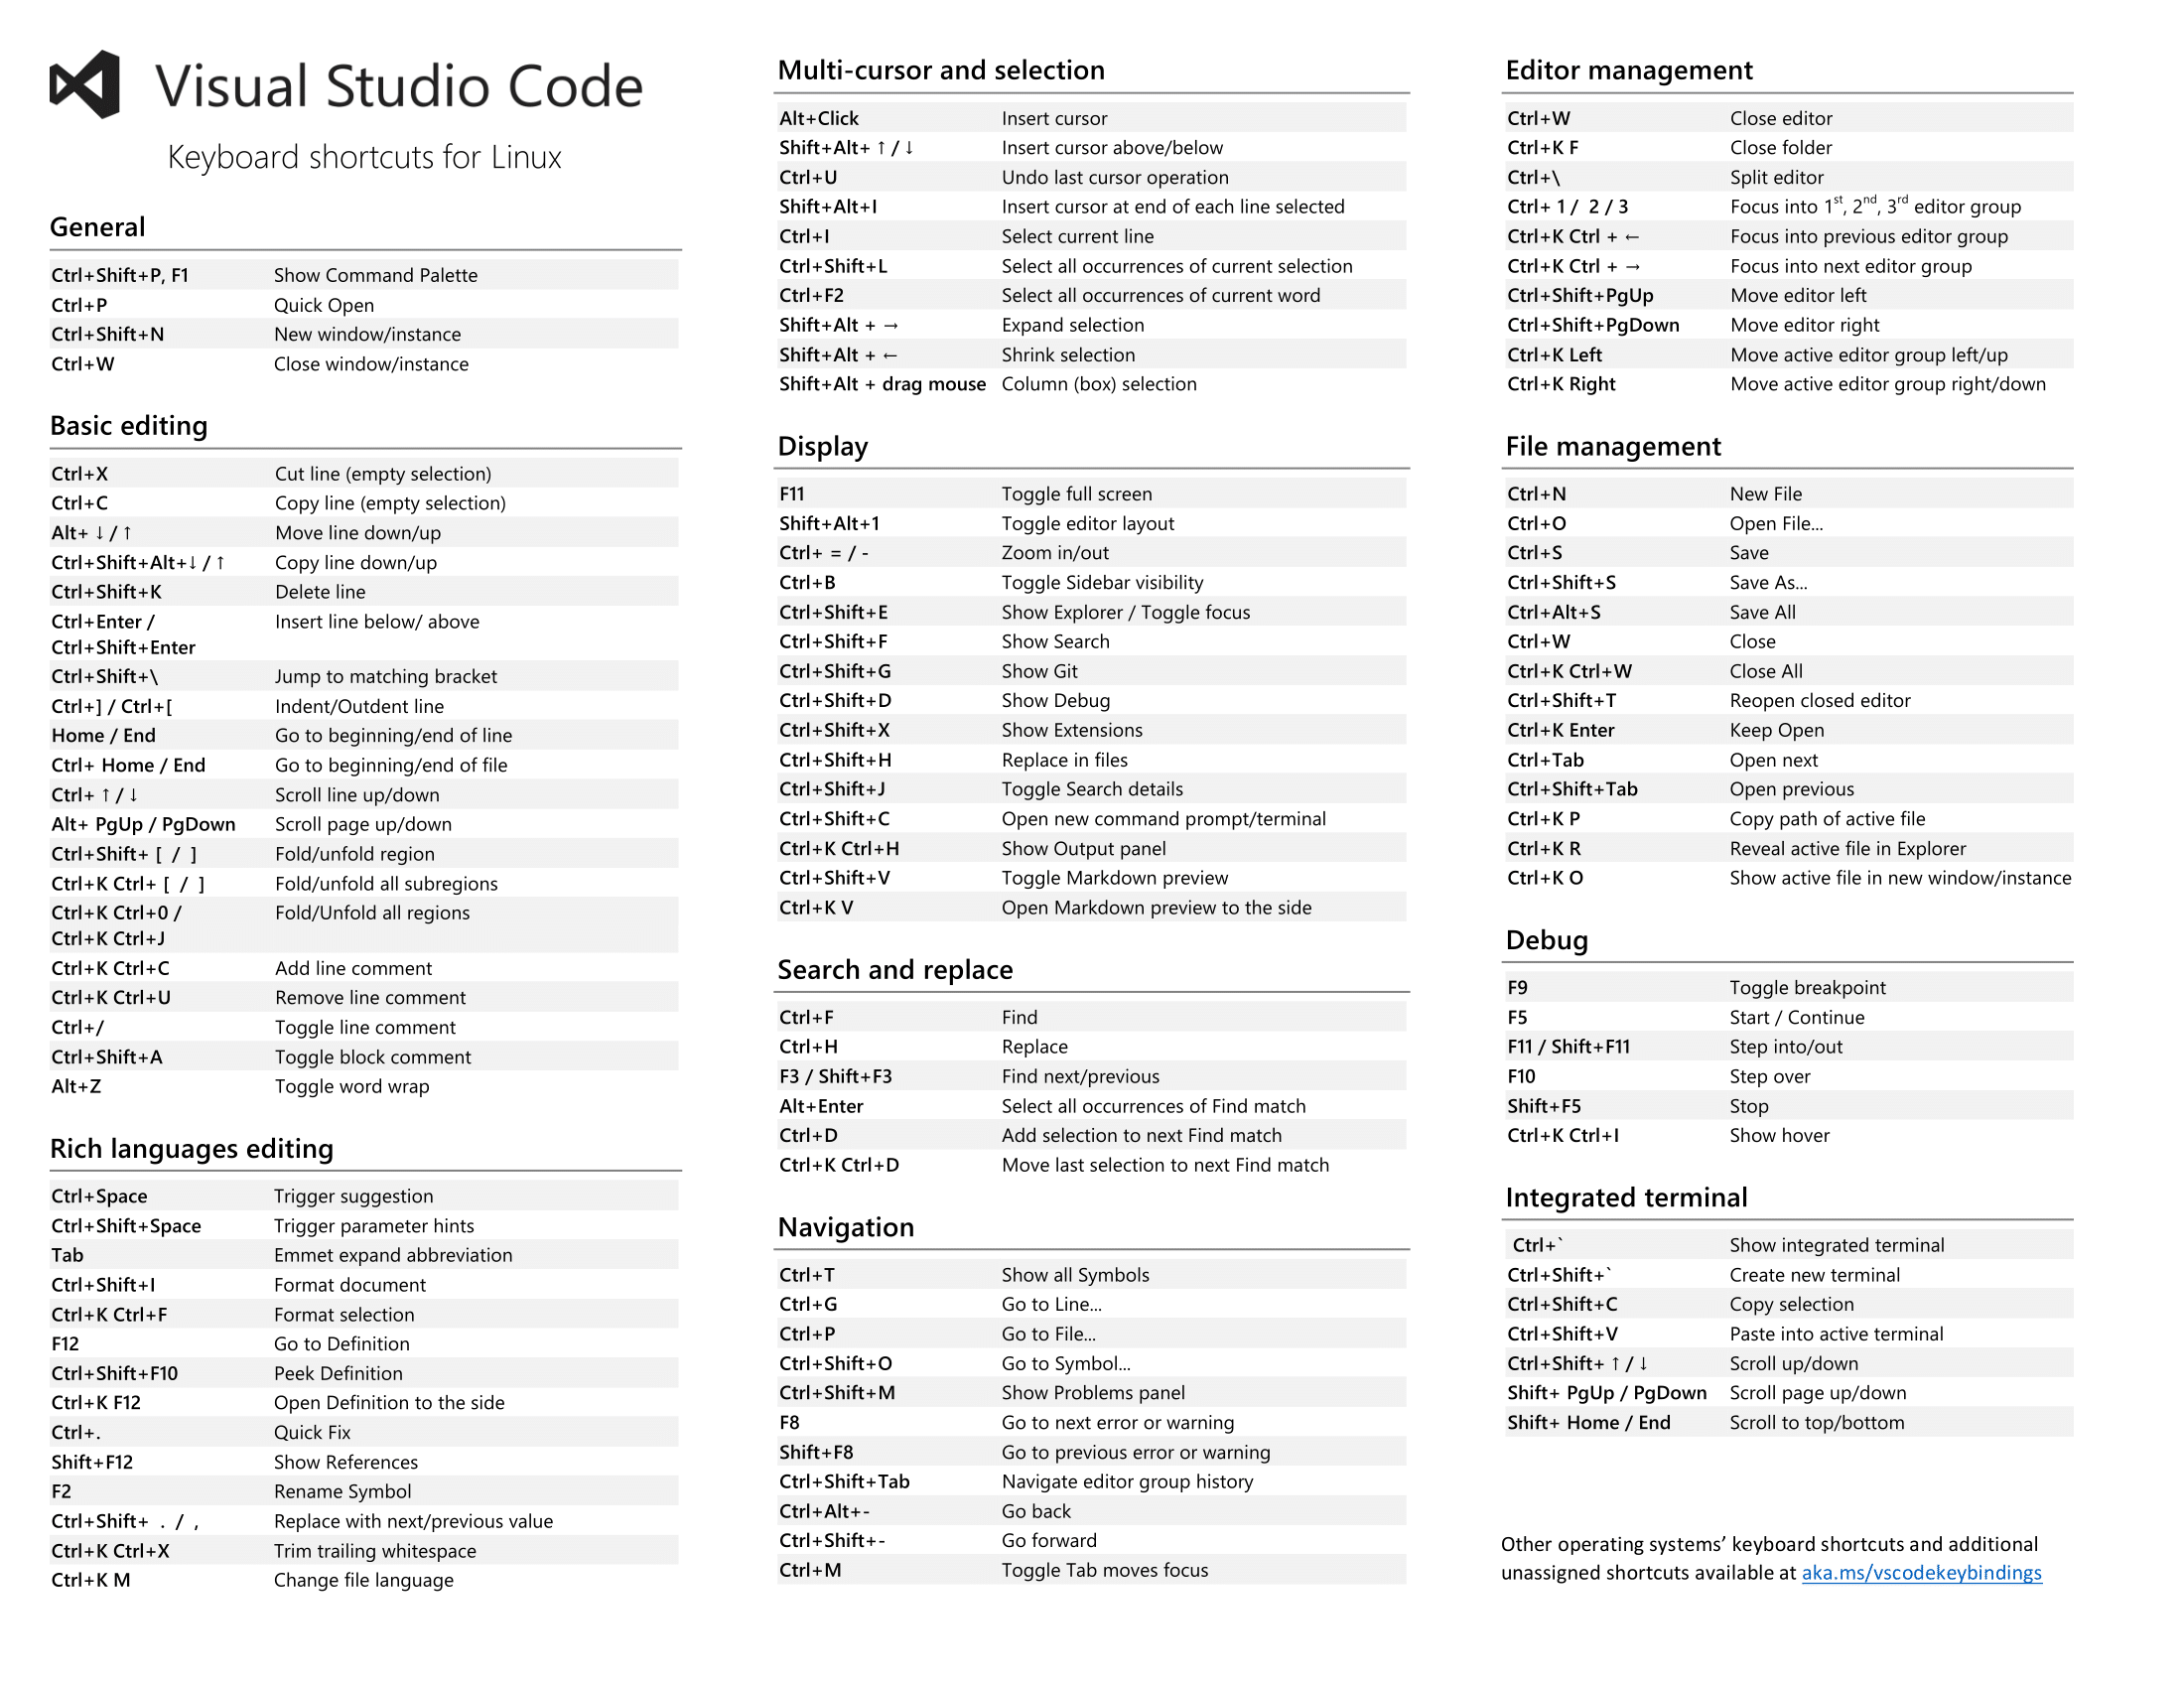 Visual Studio Code
Keyboard shortcuts for Linux
General
Ctrl+Shift+P, F1 Show Command Palette
Ctrl+P Quick Open
Ctrl+Shift+N New window/instance
Ctrl+W Close window/instance
Basic editing
Ctrl+X Cut line (empty selection)
Ctrl+C Copy line (empty selection)
Alt+ ↓ / ↑ Move line down/up
Ctrl+Shift+Alt+↓ / ↑ Copy line down/up
Ctrl+Shift+K Delete line
Ctrl+Enter / Insert line below/ above
Ctrl+Shift+Enter
Ctrl+Shift+\ Jump to matching bracket
Ctrl+] / Ctrl+[ Indent/Outdent line
Home / End Go to beginning/end of line
Ctrl+ Home / End Go to beginning/end of file
Ctrl+ ↑ / ↓ Scroll line up/down
Alt+ PgUp / PgDown Scroll page up/down
Ctrl+Shift+ [ / ] Fold/unfold region
Ctrl+K Ctrl+ [ / ] Fold/unfold all subregions
Ctrl+K Ctrl+0 / Fold/Unfold all regions
Ctrl+K Ctrl+J
Ctrl+K Ctrl+C Add line comment
Ctrl+K Ctrl+U Remove line comment
Ctrl+/ Toggle line comment
Ctrl+Shift+A Toggle block comment
Alt+Z Toggle word wrap
Rich languages editing
Ctrl+Space Trigger suggestion
Ctrl+Shift+Space Trigger parameter hints
Tab Emmet expand abbreviation
Ctrl+Shift+I Format document
Ctrl+K Ctrl+F Format selection
F12 Go to Definition
Ctrl+Shift+F10 Peek Definition
Ctrl+K F12 Open Definition to the side
Ctrl+. Quick Fix
Shift+F12 Show References
F2 Rename Symbol
Ctrl+Shift+ . / , Replace with next/previous value
Ctrl+K Ctrl+X Trim trailing whitespace
Ctrl+K M Change file language
Multi-cursor and selection
Alt+Click Insert cursor
Shift+Alt+ ↑ / ↓ Insert cursor above/below
Ctrl+U Undo last cursor operation
Shift+Alt+I Insert cursor at end of each line selected
Ctrl+I Select current line
Ctrl+Shift+L Select all occurrences of current selection
Ctrl+F2 Select all occurrences of current word
Shift+Alt + → Expand selection
Shift+Alt + ← Shrink selection
Shift+Alt + drag mouse Column (box) selection
Display
F11 Toggle full screen
Shift+Alt+1 Toggle editor layout
Ctrl+ = / - Zoom in/out
Ctrl+B Toggle Sidebar visibility
Ctrl+Shift+E Show Explorer / Toggle focus
Ctrl+Shift+F Show Search
Ctrl+Shift+G Show Git
Ctrl+Shift+D Show Debug
Ctrl+Shift+X Show Extensions
Ctrl+Shift+H Replace in files
Ctrl+Shift+J Toggle Search details
Ctrl+Shift+C Open new command prompt/terminal
Ctrl+K Ctrl+H Show Output panel
Ctrl+Shift+V Toggle Markdown preview
Ctrl+K V Open Markdown preview to the side
Search and replace
Ctrl+F Find
Ctrl+H Replace
F3 / Shift+F3 Find next/previous
Alt+Enter Select all occurrences of Find match
Ctrl+D Add selection to next Find match
Ctrl+K Ctrl+D Move last selection to next Find match
Navigation
Ctrl+T Show all Symbols
Ctrl+G Go to Line...
Ctrl+P Go to File...
Ctrl+Shift+O Go to Symbol...
Ctrl+Shift+M Show Problems panel
F8 Go to next error or warning
Shift+F8 Go to previous error or warning
Ctrl+Shift+Tab Navigate editor group history
Ctrl+Alt+- Go back
Ctrl+Shift+- Go forward
Ctrl+M Toggle Tab moves focus
Editor management
Ctrl+W Close editor
Ctrl+K F Close folder
Ctrl+\ Split editor
Ctrl+ 1 / 2 / 3 Focus into 1st, 2nd, 3rd editor group
Ctrl+K Ctrl + ← Focus into previous editor group
Ctrl+K Ctrl + → Focus into next editor group
Ctrl+Shift+PgUp Move editor left
Ctrl+Shift+PgDown Move editor right
Ctrl+K Left Move active editor group left/up
Ctrl+K Right Move active editor group right/down
File management
Ctrl+N New File
Ctrl+O Open File...
Ctrl+S Save
Ctrl+Shift+S Save As...
Ctrl+Alt+S Save All
Ctrl+W Close
Ctrl+K Ctrl+W Close All
Ctrl+Shift+T Reopen closed editor
Ctrl+K Enter Keep Open
Ctrl+Tab Open next
Ctrl+Shift+Tab Open previous
Ctrl+K P Copy path of active file
Ctrl+K R Reveal active file in Explorer
Ctrl+K O Show active file in new window/instance
Debug
F9 Toggle breakpoint
F5 Start / Continue
F11 / Shift+F11 Step into/out
F10 Step over
Shift+F5 Stop
Ctrl+K Ctrl+I Show hover
Integrated terminal
Ctrl+` Show integrated terminal
Ctrl+Shift+` Create new terminal
Ctrl+Shift+C Copy selection
Ctrl+Shift+V Paste into active terminal
Ctrl+Shift+ ↑ / ↓ Scroll up/down
Shift+ PgUp / PgDown Scroll page up/down
Shift+ Home / End Scroll to top/bottom
Other operating systems’ keyboard shortcuts and additional
unassigned shortcuts available at aka.ms/vscodekeybindings